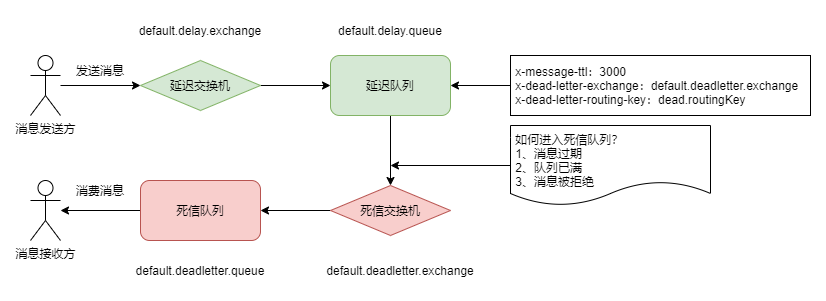 default.delay.exchange
default.delay.queue
发送消息
延迟交换机
延迟队列
x-message-ttl：3000
x-dead-letter-exchange：default.deadletter.exchange
x-dead-letter-routing-key：dead.routingKey
消息发送方
如何进入死信队列？
1、消息过期
2、队列已满
3、消息被拒绝
消费消息
死信队列
死信交换机
消息接收方
default.deadletter.queue
default.deadletter.exchange